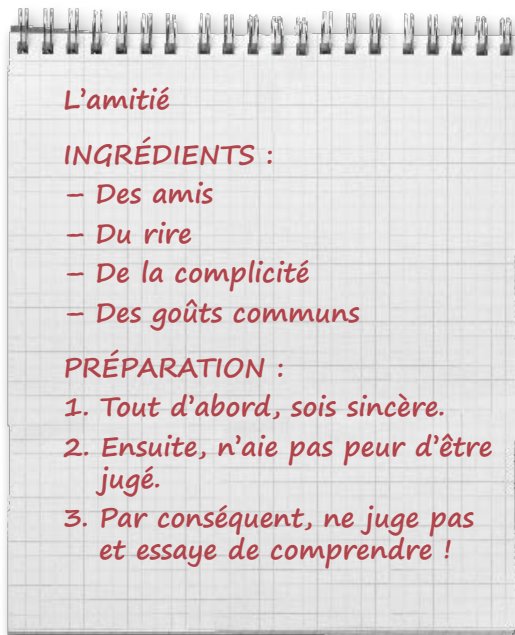 L'amitié
INGRÉDIENTS :
– Des amis
– Du rire
– De la complicité
– Des goûts communs
PRÉPARATION :
1. Tout d'abord, sois sincère.
2. Ensuite, n'aie pas peur d'être
jugé.
3. Par conséquent, ne juge pas
et essaye de comprendre !